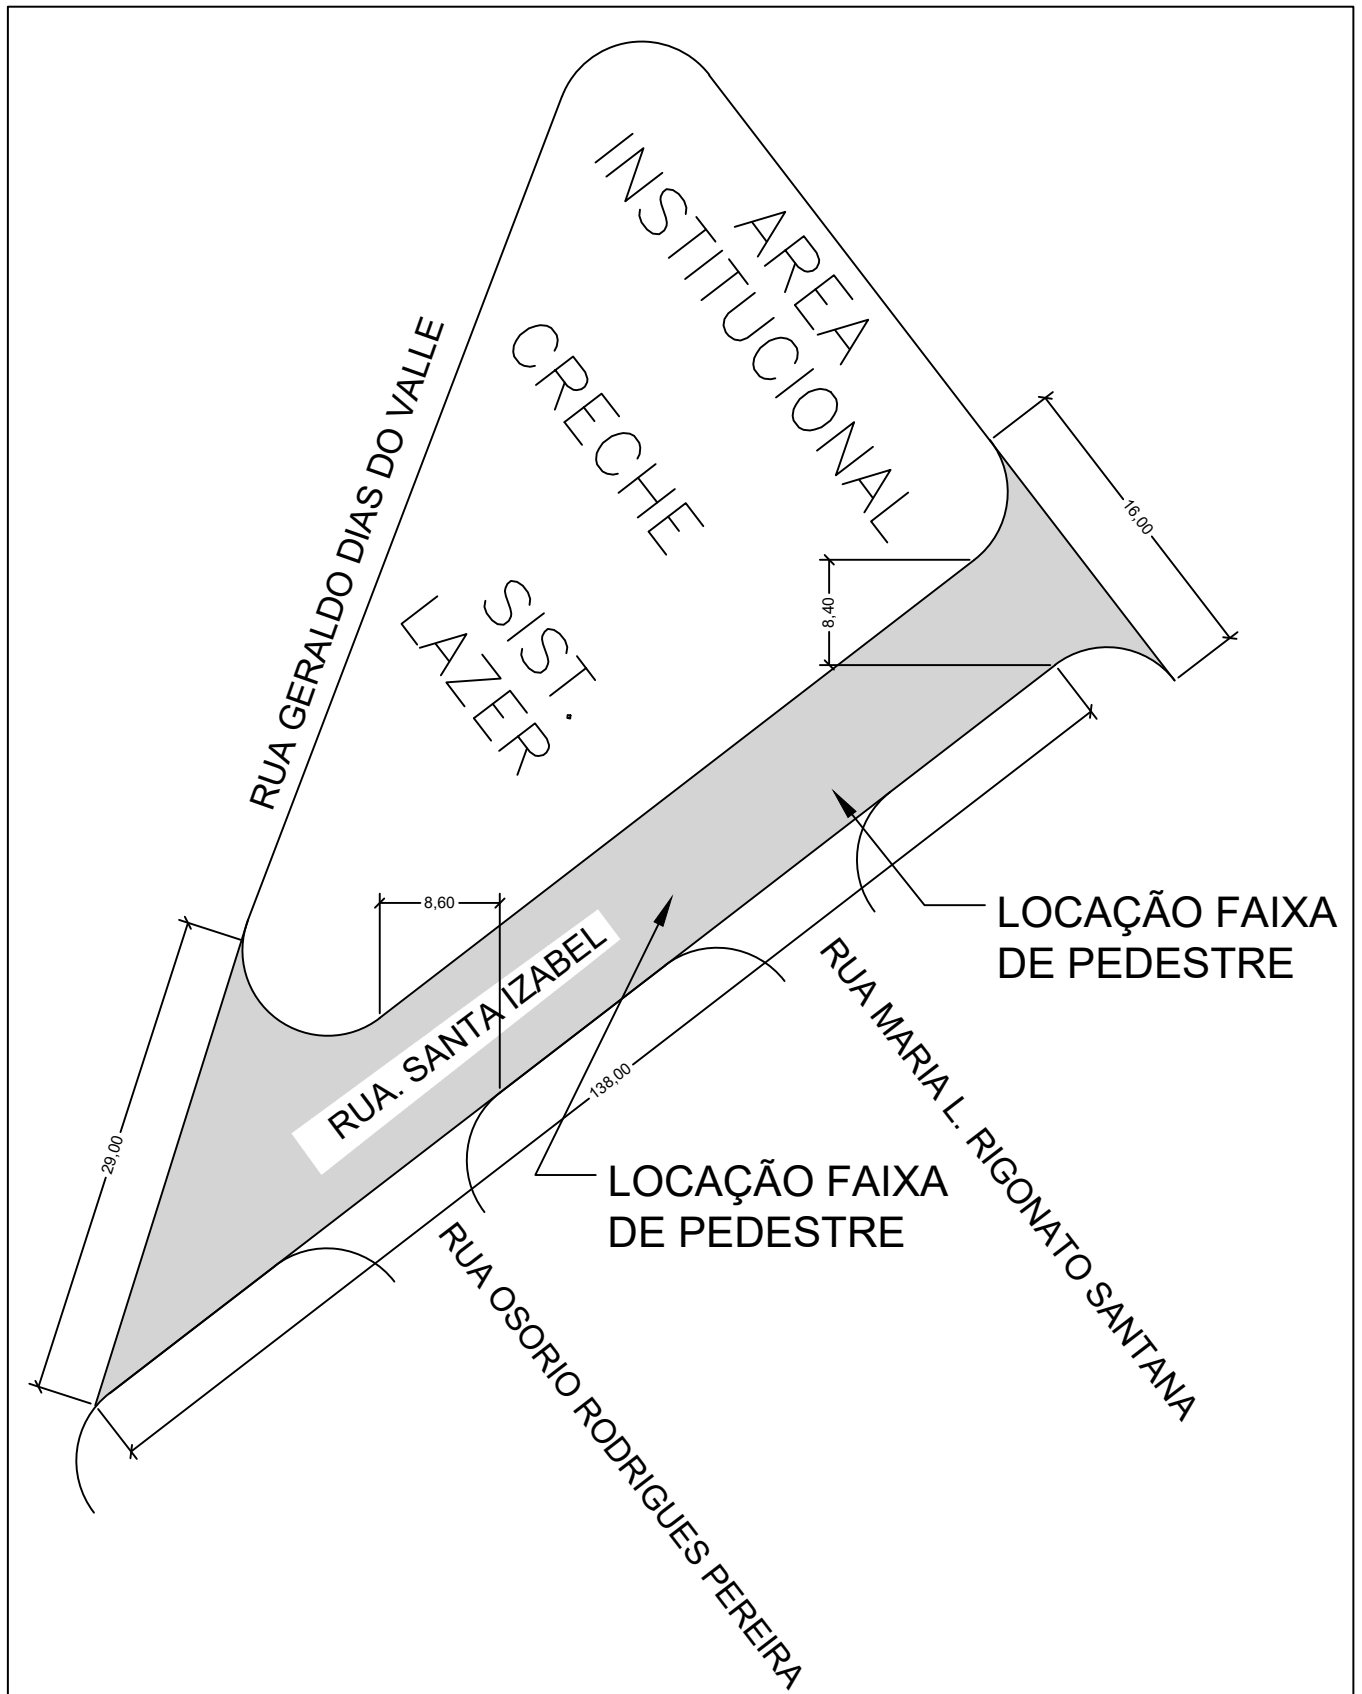 AREA
INSTITUCIONAL
CRECHE
SIST.
LAZER
RUA GERALDO DIAS DO VALLE
16,00
8,40
8,60
29,00
138,00
RUA. SANTA IZABEL
LOCAÇÃO FAIXA
DE PEDESTRE
RUA MARIA L. RIGONATO SANTANA
LOCAÇÃO FAIXA
DE PEDESTRE
RUA OSORIO RODRIGUES PEREIRA